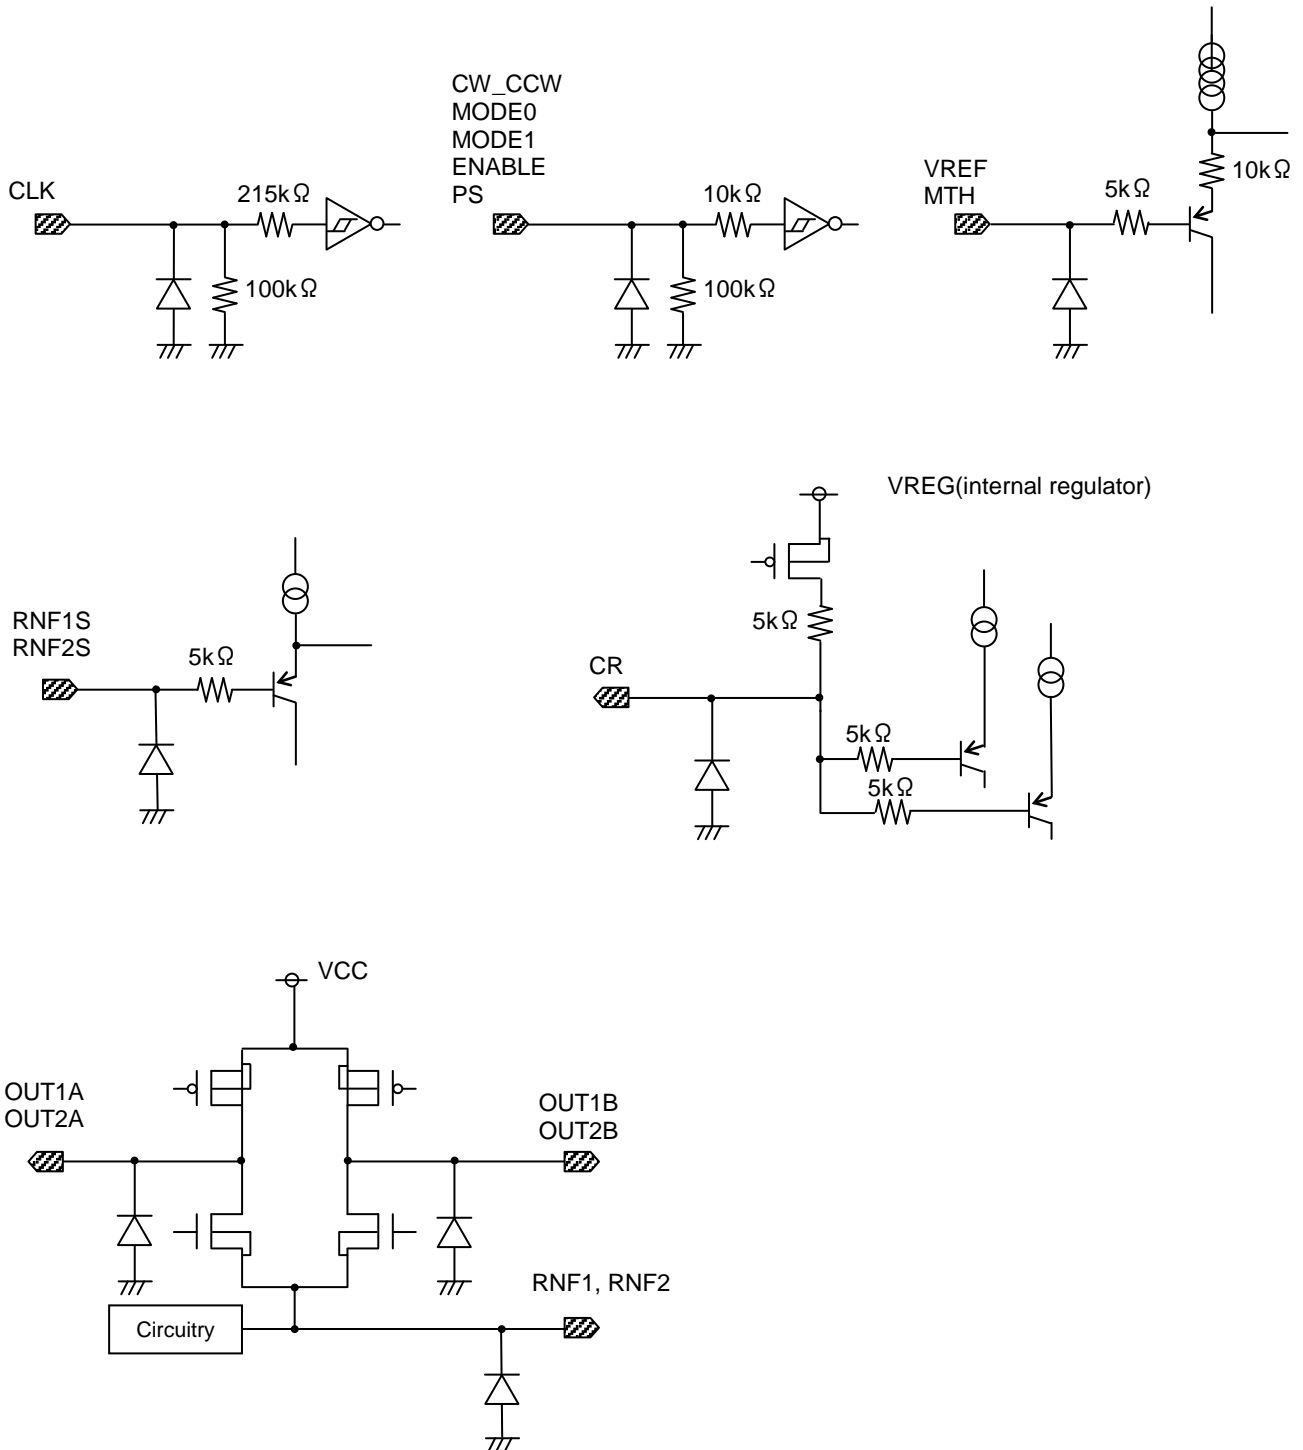 CLK
215kΩ
100kΩ
CW_CCW
MODE0
MODE1
ENABLE
PS
10kΩ
100kΩ
VREF
MTH
5kΩ
10kΩ
RNF1S
RNF2S
5kΩ
VREG(internal regulator)
5kΩ
CR
5kΩ
5kΩ
VCC
OUT1A
OUT2A
OUT1B
OUT2B
RNF1, RNF2
Circuitry